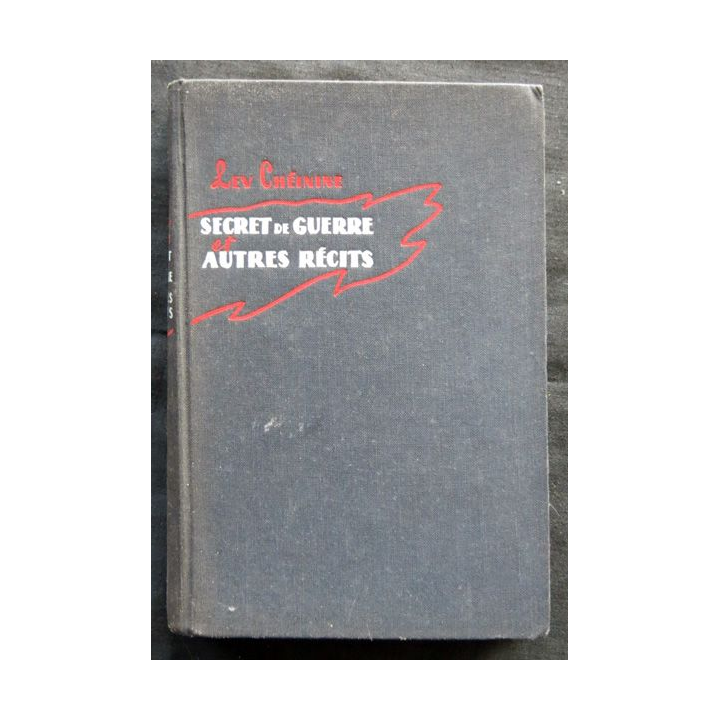 Lev Chéinine
SECRET DE GUERRE
et
AUTRES RÉCITS